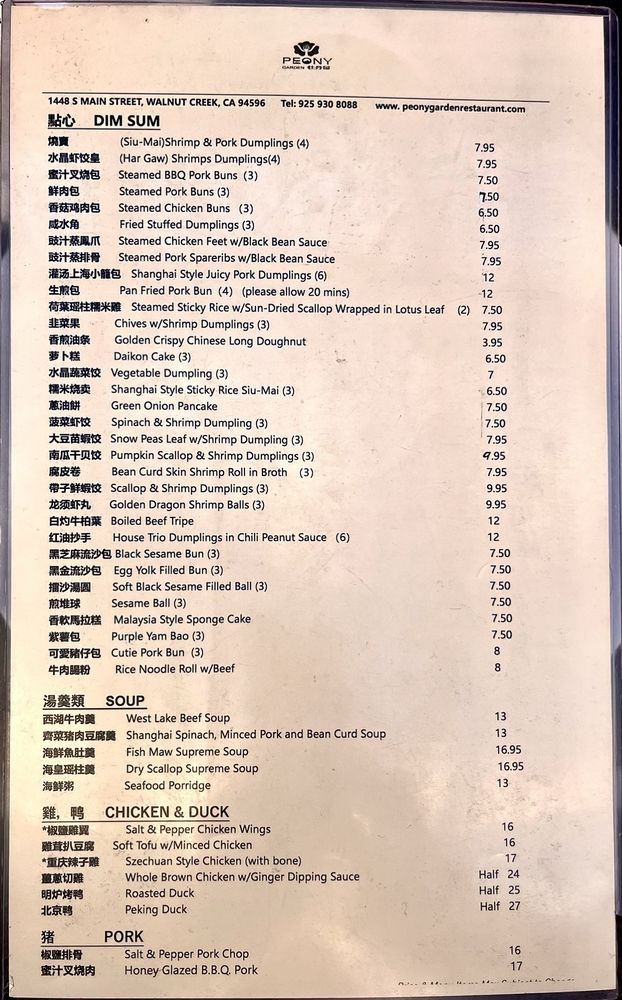 PEONY
GARDEN 牡丹園
1448 S MAIN STREET, WALNUT CREEK, CA 94596 Tel: 925 930 8088 www. peonygardenrestaurant.com
點心 DIM SUM
燒賣 (Siu-Mai)Shrimp & Pork Dumplings (4) 7.95
水晶虾饺皇 (Har Gaw) Shrimps Dumplings(4) 7.95
蜜汁叉烧包 Steamed BBQ Pork Buns (3) 7.50
鲜肉包 Steamed Pork Buns (3) 7.50
香菇鸡肉包 Steamed Chicken Buns (3) 6.50
咸水角 Fried Stuffed Dumplings (3) 6.50
豉汁蒸鳳爪 Steamed Chicken Feet w/Black Bean Sauce 7.95
豉汁蒸排骨 Steamed Pork Spareribs w/Black Bean Sauce 7.95
灌汤上海小籠包 Shanghai Style Juicy Pork Dumplings (6) 12
生煎包 Pan Fried Pork Bun (4) (please allow 20 mins) 12
荷葉瑶柱糯米雞 Steamed Sticky Rice w/Sun-Dried Scallop Wrapped in Lotus Leaf (2) 7.50
韭菜果 Chives w/Shrimp Dumplings (3) 7.95
香煎油条 Golden Crispy Chinese Long Doughnut 3.95
萝卜糕 Daikon Cake (3) 6.50
水晶蔬菜饺 Vegetable Dumpling (3) 7
糯米烧卖 Shanghai Style Sticky Rice Siu-Mai (3) 6.50
蔥油餅 Green Onion Pancake 7.50
菠菜虾饺 Spinach & Shrimp Dumpling (3) 7.50
大豆苗蝦饺 Snow Peas Leaf w/Shrimp Dumpling (3) 7.95
南瓜干贝饺 Pumpkin Scallop & Shrimp Dumplings (3) 9.95
腐皮卷 Bean Curd Skin Shrimp Roll in Broth (3) 7.95
帶子鮮蝦饺 Scallop & Shrimp Dumplings (3) 9.95
龙须虾丸 Golden Dragon Shrimp Balls (3) 9.95
白灼牛柏葉 Boiled Beef Tripe 12
红油抄手 House Trio Dumplings in Chili Peanut Sauce (6) 12
黑芝麻流沙包 Black Sesame Bun (3) 7.50
黑金流沙包 Egg Yolk Filled Bun (3) 7.50
擂沙湯圓 Soft Black Sesame Filled Ball (3) 7.50
煎堆球 Sesame Ball (3) 7.50
香軟馬拉糕 Malaysia Style Sponge Cake 7.50
紫薯包 Purple Yam Bao (3) 7.50
可愛豬仔包 Cutie Pork Bun (3) 8
牛肉腸粉 Rice Noodle Roll w/Beef 8
湯羹類 SOUP
西湖牛肉羹 West Lake Beef Soup 13
齊菜猪肉豆腐羹 Shanghai Spinach, Minced Pork and Bean Curd Soup 13
海鮮魚肚羹 Fish Maw Supreme Soup 16.95
海皇瑶柱羹 Dry Scallop Supreme Soup 16.95
海鮮粥 Seafood Porridge 13
雞，鸭 CHICKEN & DUCK
*椒鹽雞翼 Salt & Pepper Chicken Wings 16
雞茸扒豆腐 Soft Tofu w/Minced Chicken 16
*重庆辣子雞 Szechuan Style Chicken (with bone) 17
薑蔥切雞 Whole Brown Chicken w/Ginger Dipping Sauce Half 24
明炉烤鸭 Roasted Duck Half 25
北京鸭 Peking Duck Half 27
猪 PORK
椒鹽排骨 Salt & Pepper Pork Chop 16
蜜汁叉烧肉 Honey Glazed B.B.Q. Pork 17